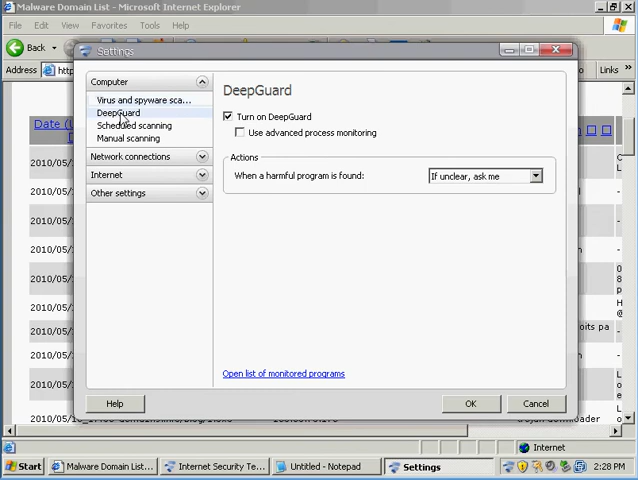 Malware Domain List - Microsoft Internet Explorer
File Edit View Favorites Tools Help
Back
Address
Links
Settings
Computer
Virus and spyware sca...
DeepGuard
Scheduled scanning
Manual scanning
Network connections
Internet
Other settings
DeepGuard
Turn on DeepGuard
Use advanced process monitoring
Actions
When a harmful program is found: If unclear, ask me
Open list of monitored programs
Help OK Cancel
Date (
2010/05/
2010/05/
2010/05/
2010/05/
2010/05/
2010/05/
2010/05/
2010/05/
oits pa
Internet
Start Malware Domain List... Internet Security Te... Untitled - Notepad Settings 2:28 PM